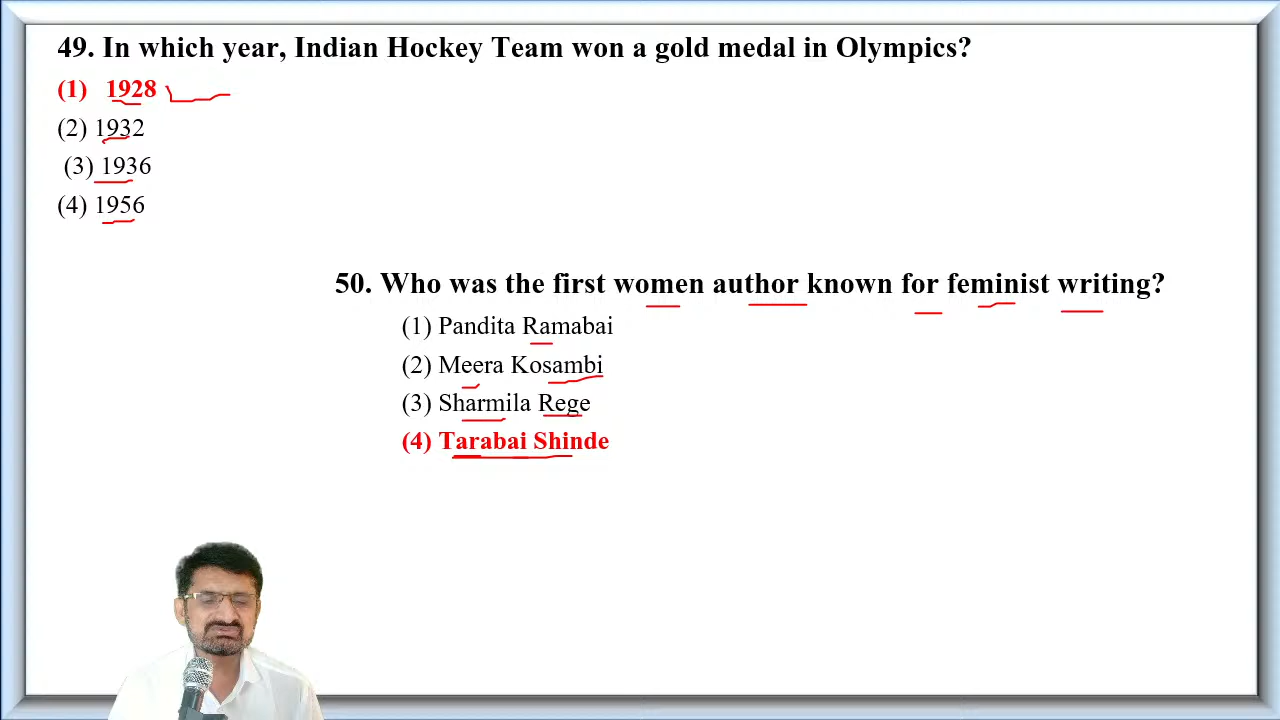 49. In which year, Indian Hockey Team won a gold medal in Olympics?
(1) 1928
(2) 1932
(3) 1936
(4) 1956
50. Who was the first women author known for feminist writing?
(1) Pandita Ramabai
(2) Meera Kosambi
(3) Sharmila Rege
(4) Tarabai Shinde